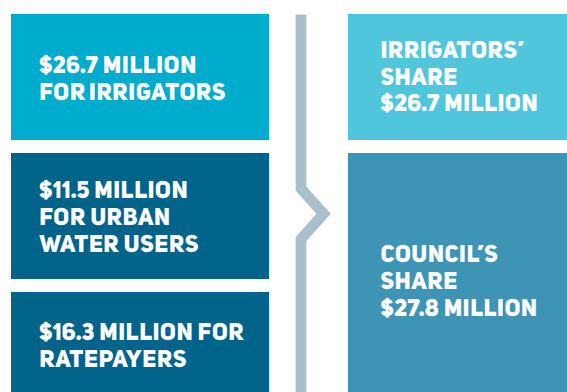 $26.7 MILLION
FOR IRRIGATORS
$11.5 MILLION
FOR URBAN
WATER USERS
$16.3 MILLION FOR
RATEPAYERS
IRRIGATORS'
SHARE
$26.7 MILLION
COUNCIL'S
SHARE
$27.8 MILLION